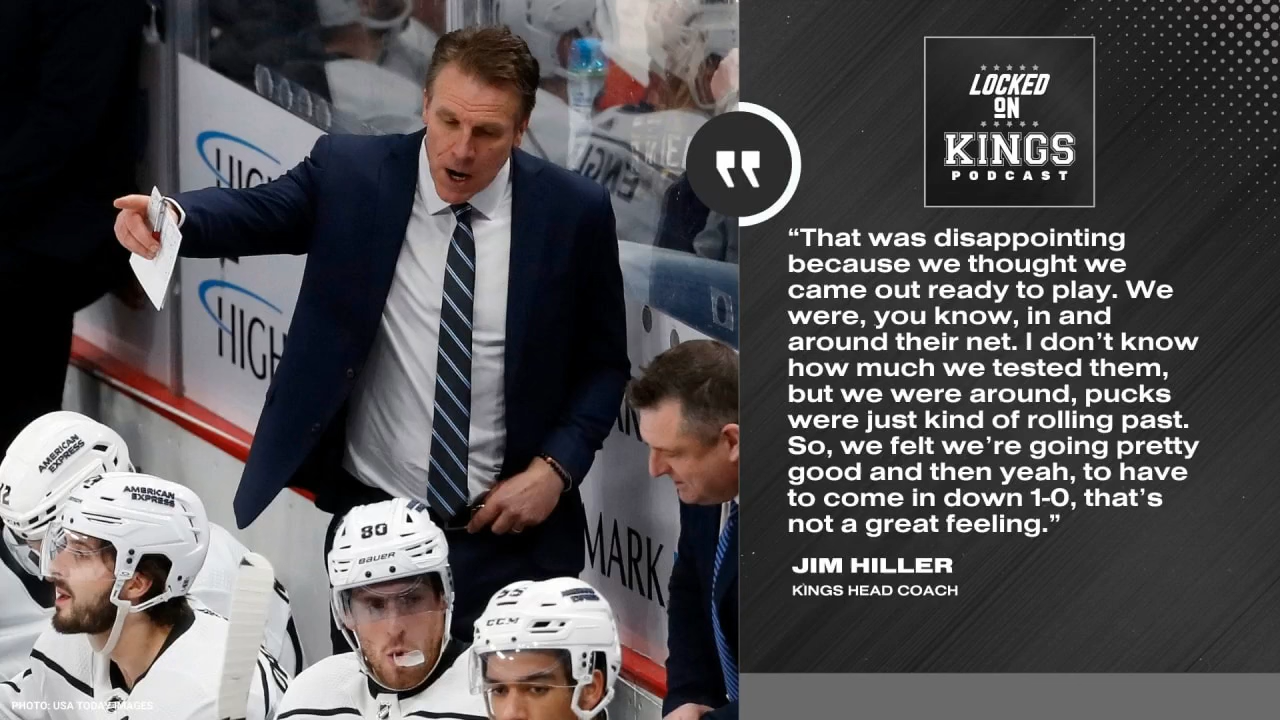 HIGH
HIGH
MARK
AMERICAN
EXPRESS
AMERICAN
EXPRESS
80
BAUER
55
CCM
PHOTO: USA TODAY IMAGES
LOCKED
ON
KINGS
PODCAST
“That was disappointing
because we thought we
came out ready to play. We
were, you know, in and
around their net. I don’t know
how much we tested them,
but we were around, pucks
were just kind of rolling past.
So, we felt we’re going pretty
good and then yeah, to have
to come in down 1-0, that’s
not a great feeling.”
JIM HILLER
KINGS HEAD COACH